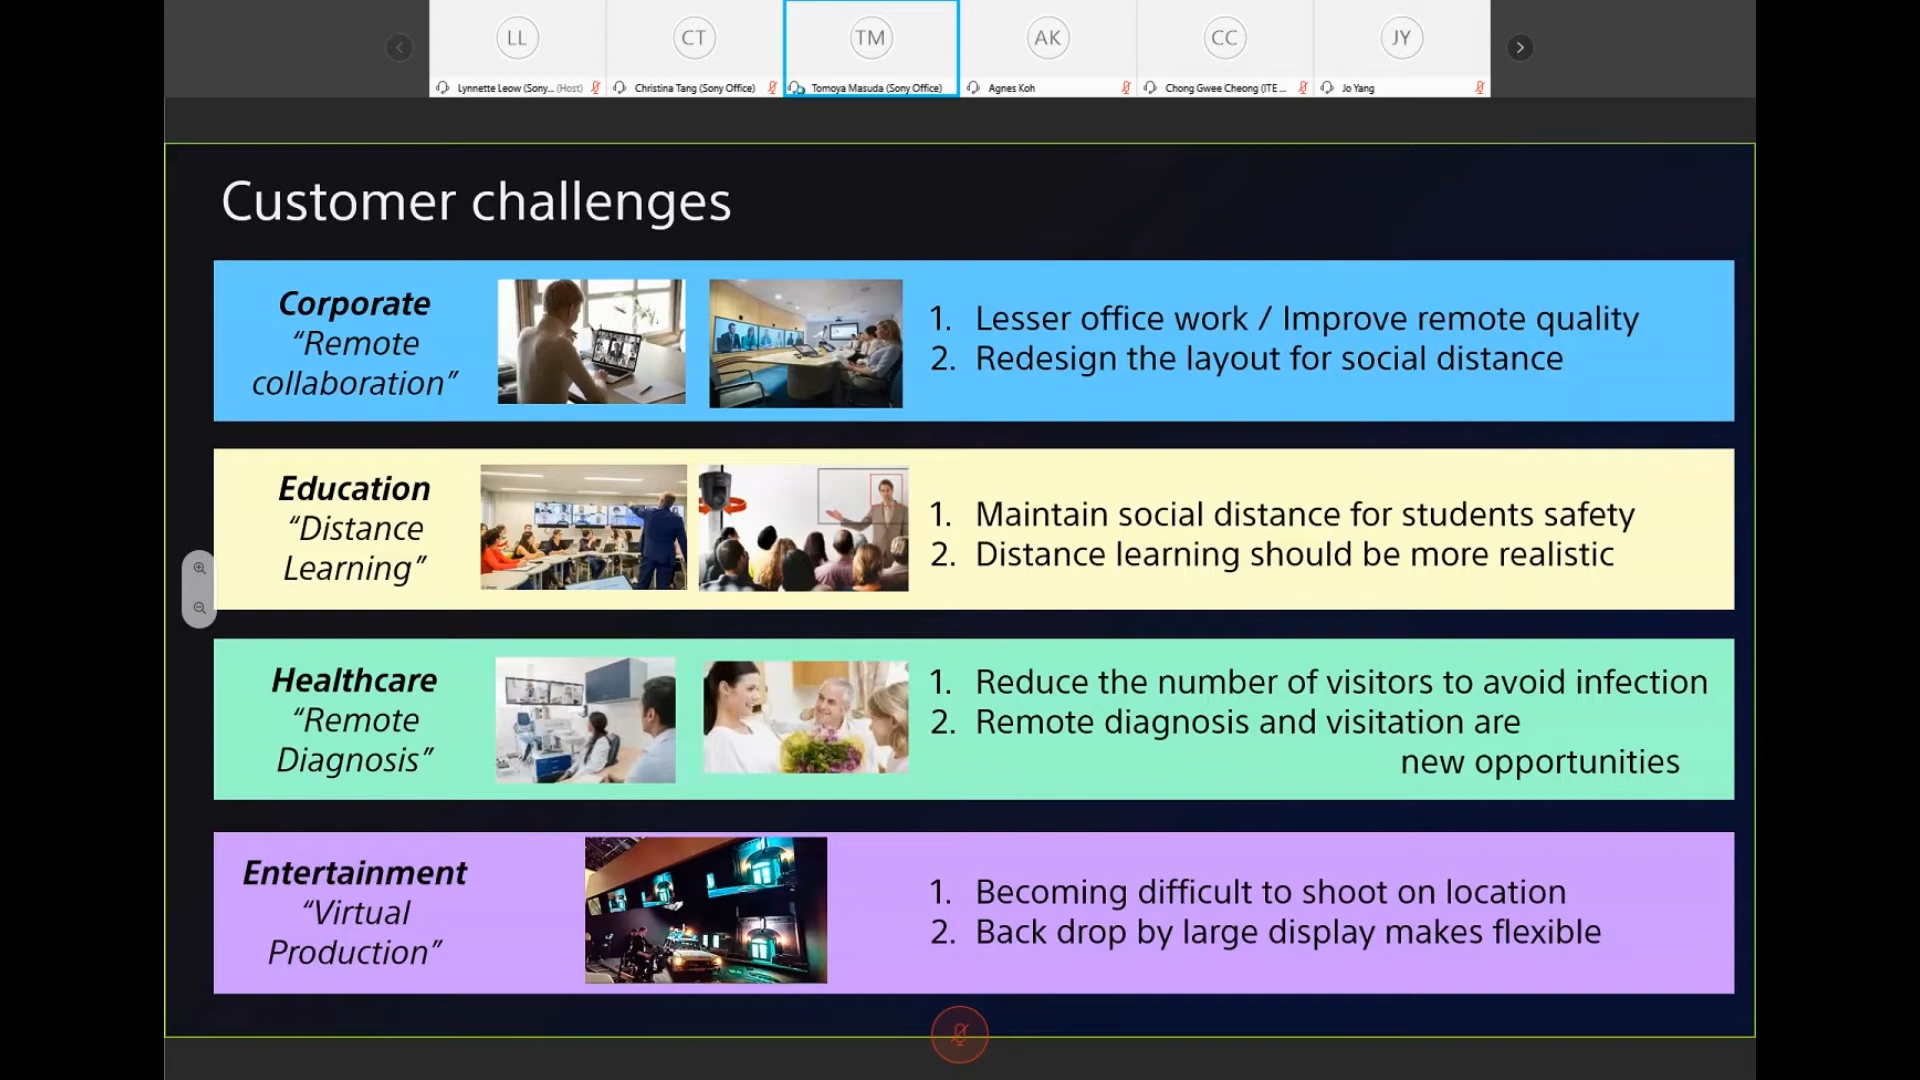 LL
CT
TM
AK
CC
JY
Lynnette Leow (Sony... (Host)
Christina Tang (Sony Office)
Tomoya Masuda (Sony Office)
Agnes Koh
Chong Gwee Cheong (ITE ...
Jo Yang
Customer challenges
Corporate
“Remote
collaboration”
1. Lesser office work / Improve remote quality
2. Redesign the layout for social distance
Education
“Distance
Learning”
1. Maintain social distance for students safety
2. Distance learning should be more realistic
Healthcare
“Remote
Diagnosis”
1. Reduce the number of visitors to avoid infection
2. Remote diagnosis and visitation are
new opportunities
Entertainment
“Virtual
Production”
1. Becoming difficult to shoot on location
2. Back drop by large display makes flexible